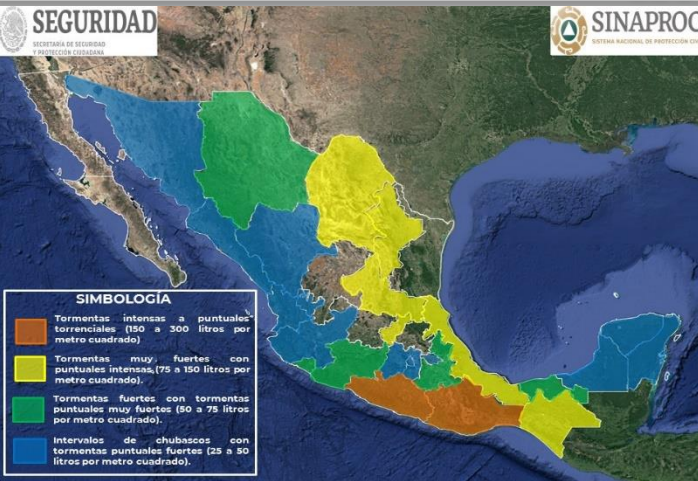 SEGURIDAD
SECRETARÍA DE SEGURIDAD
Y PROTECCIÓN CIUDADANA
SINAPROC
SISTEMA NACIONAL DE PROTECCIÓN CIV
SIMBOLOGÍA
Tormentas intensas a puntuales
torrenciales (150 a 300 litros por
metro cuadrado)
Tormentas muy fuertes con
puntuales intensas (75 a 150 litros por
metro cuadrado).
Tormentas fuertes con tormentas
puntuales muy fuertes (50 a 75 litros
por metro cuadrado).
Intervalos de chubascos con
tormentas puntuales fuertes (25 a 50
litros por metro cuadrado).